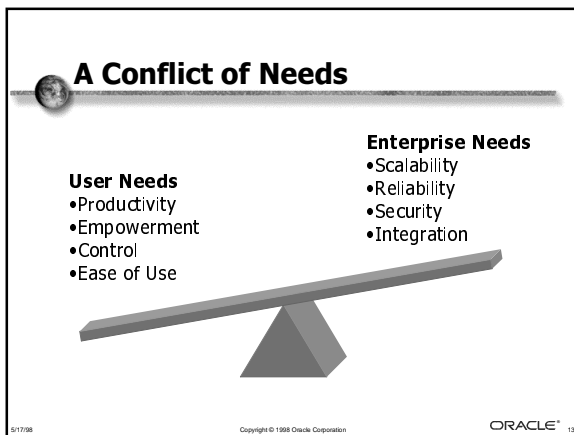 A Conflict of Needs
User Needs
•Productivity
•Empowerment
•Control
•Ease of Use
Enterprise Needs
•Scalability
•Reliability
•Security
•Integration
5/17/98
Copyright © 1998 Oracle Corporation
ORACLE®
13